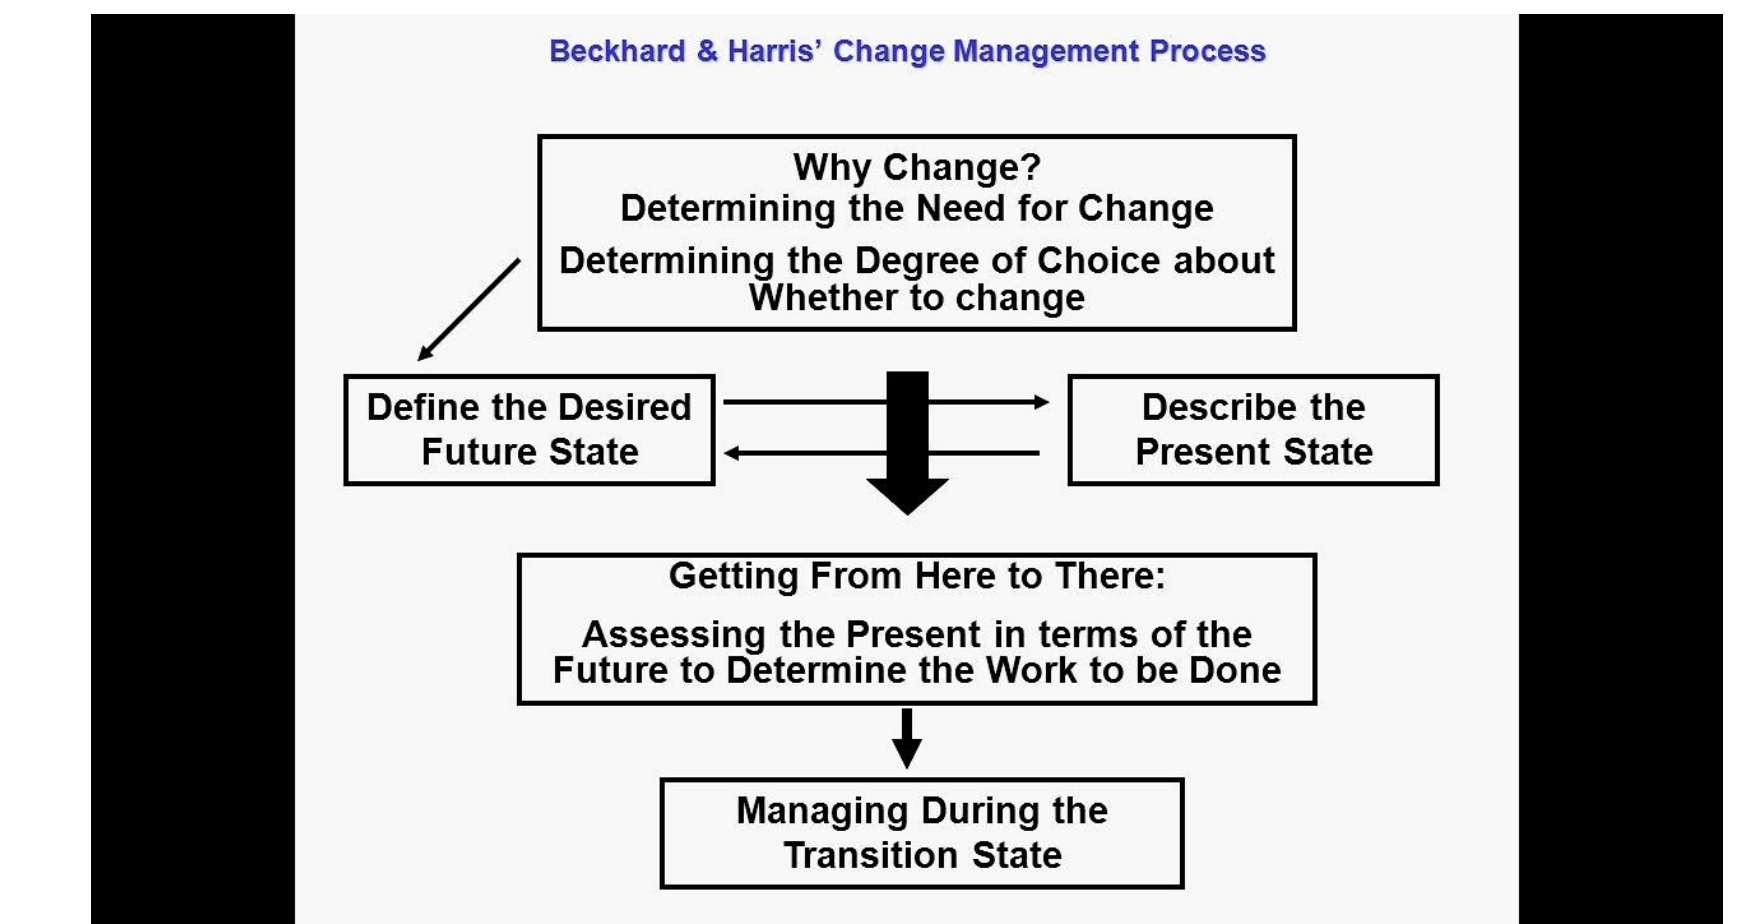 Beckhard & Harris’ Change Management Process
Why Change?
Determining the Need for Change
Determining the Degree of Choice about
Whether to change
Define the Desired
Future State
Describe the
Present State
Getting From Here to There:
Assessing the Present in terms of the
Future to Determine the Work to be Done
Managing During the
Transition State